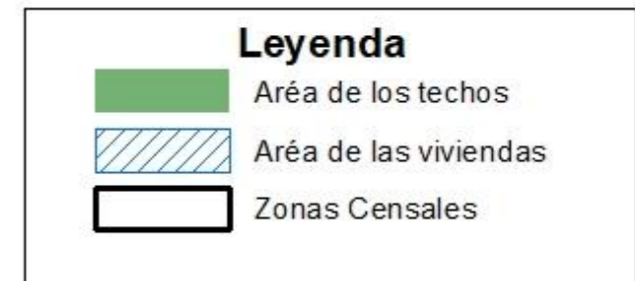 Leyenda
Aréa de los techos
Aréa de las viviendas
Zonas Censales